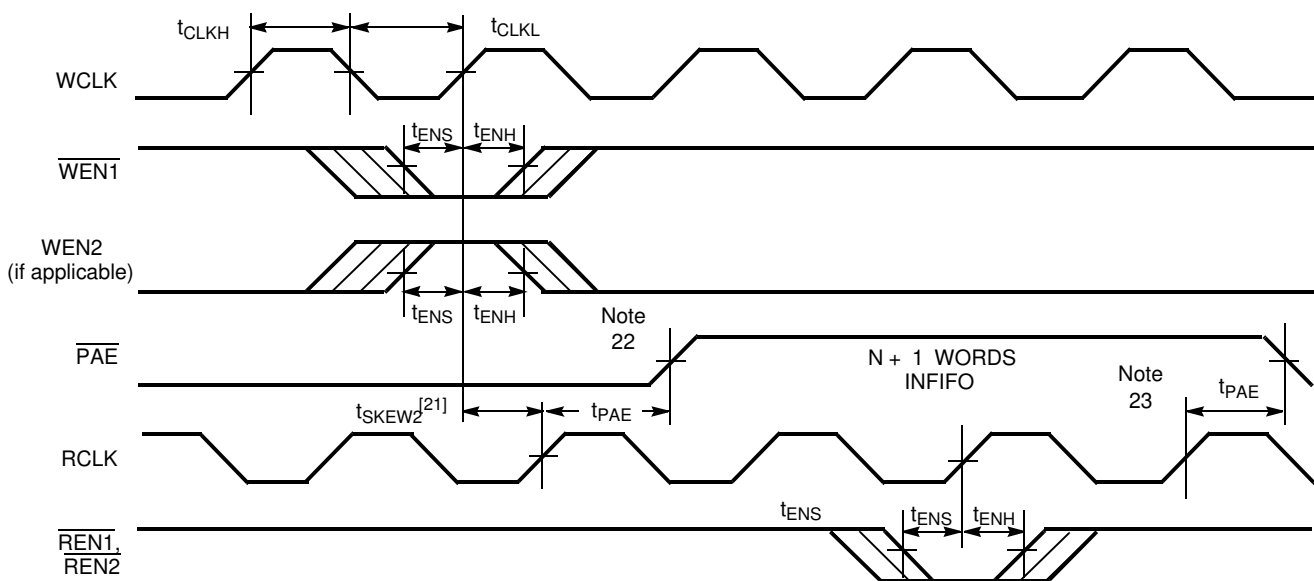 tCLKH
tCLKL
WCLK
tENS
tENH
WEN1
WEN2
(if applicable)
tENS
tENH
Note
22
PAE
N + 1 WORDS
INFIFO
Note
23
tPAE
tSKEW2[21]
tPAE
RCLK
tENS
tENS
tENH
REN1,
REN2